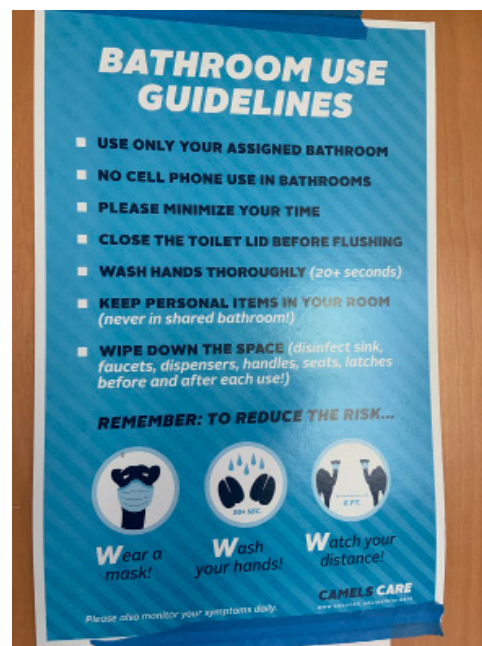 BATHROOM USE
GUIDELINES
USE ONLY YOUR ASSIGNED BATHROOM
NO CELL PHONE USE IN BATHROOMS
PLEASE MINIMIZE YOUR TIME
CLOSE THE TOILET LID BEFORE FLUSHING
WASH HANDS THOROUGHLY (20+ seconds)
KEEP PERSONAL ITEMS IN YOUR ROOM
(never in shared bathroom!)
WIPE DOWN THE SPACE (disinfect sink,
faucets, dispensers, handles, seats, latches
before and after each use!)
REMEMBER: TO REDUCE THE RISK...
20+ SEC.
6 FT.
Wear a
mask!
Wash
your hands!
Watch your
distance!
CAMELS CARE
Please also monitor your symptoms daily.